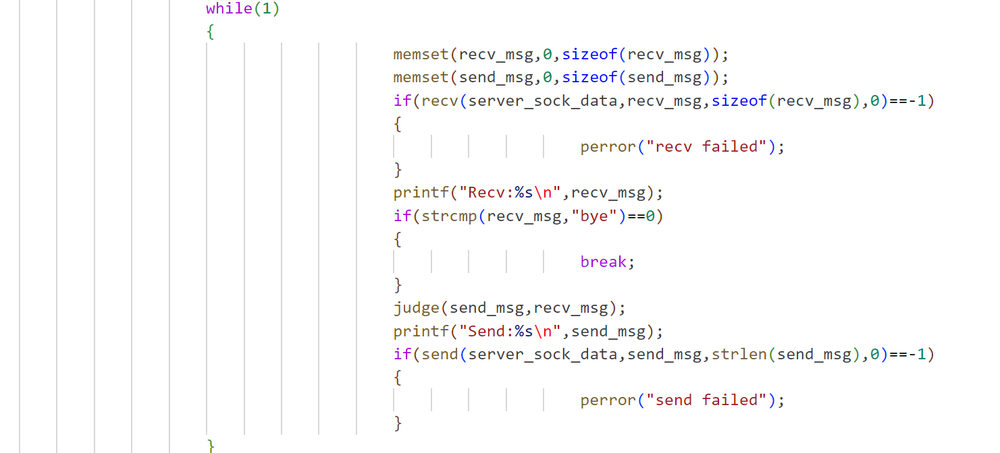 while(1)
{
memset(recv_msg,0,sizeof(recv_msg));
memset(send_msg,0,sizeof(send_msg));
if(recv(server_sock_data,recv_msg,sizeof(recv_msg),0)==-1)
{
perror("recv failed");
}
printf("Recv:%s\n",recv_msg);
if(strcmp(recv_msg,"bye")==0)
{
break;
}
judge(send_msg,recv_msg);
printf("Send:%s\n",send_msg);
if(send(server_sock_data,send_msg,strlen(send_msg),0)==-1)
{
perror("send failed");
}
}